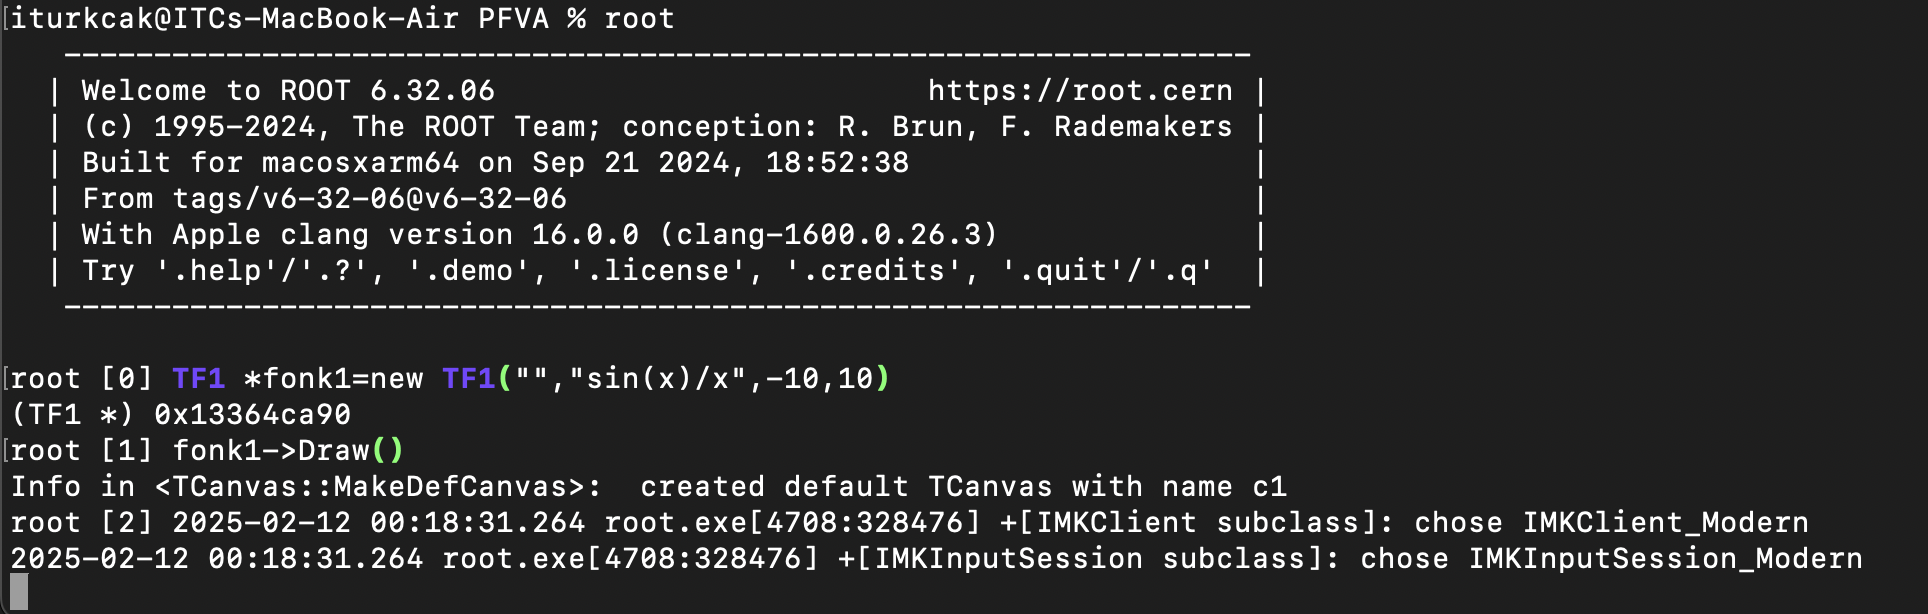 [iturkcak@ITCs-MacBook-Air PFVA % root
------------------------------------------------------------------
| Welcome to ROOT 6.32.06                        https://root.cern |
| (c) 1995-2024, The ROOT Team; conception: R. Brun, F. Rademakers |
| Built for macosxarm64 on Sep 21 2024, 18:52:38                   |
| From tags/v6-32-06@v6-32-06                                      |
| With Apple clang version 16.0.0 (clang-1600.0.26.3)              |
| Try '.help'/'.?', '.demo', '.license', '.credits', '.quit'/'.q'  |
------------------------------------------------------------------
[root [0] TF1 *fonk1=new TF1("","sin(x)/x",-10,10)
(TF1 *) 0x13364ca90
[root [1] fonk1->Draw()
Info in <TCanvas::MakeDefCanvas>:  created default TCanvas with name c1
root [2] 2025-02-12 00:18:31.264 root.exe[4708:328476] +[IMKClient subclass]: chose IMKClient_Modern
2025-02-12 00:18:31.264 root.exe[4708:328476] +[IMKInputSession subclass]: chose IMKInputSession_Modern